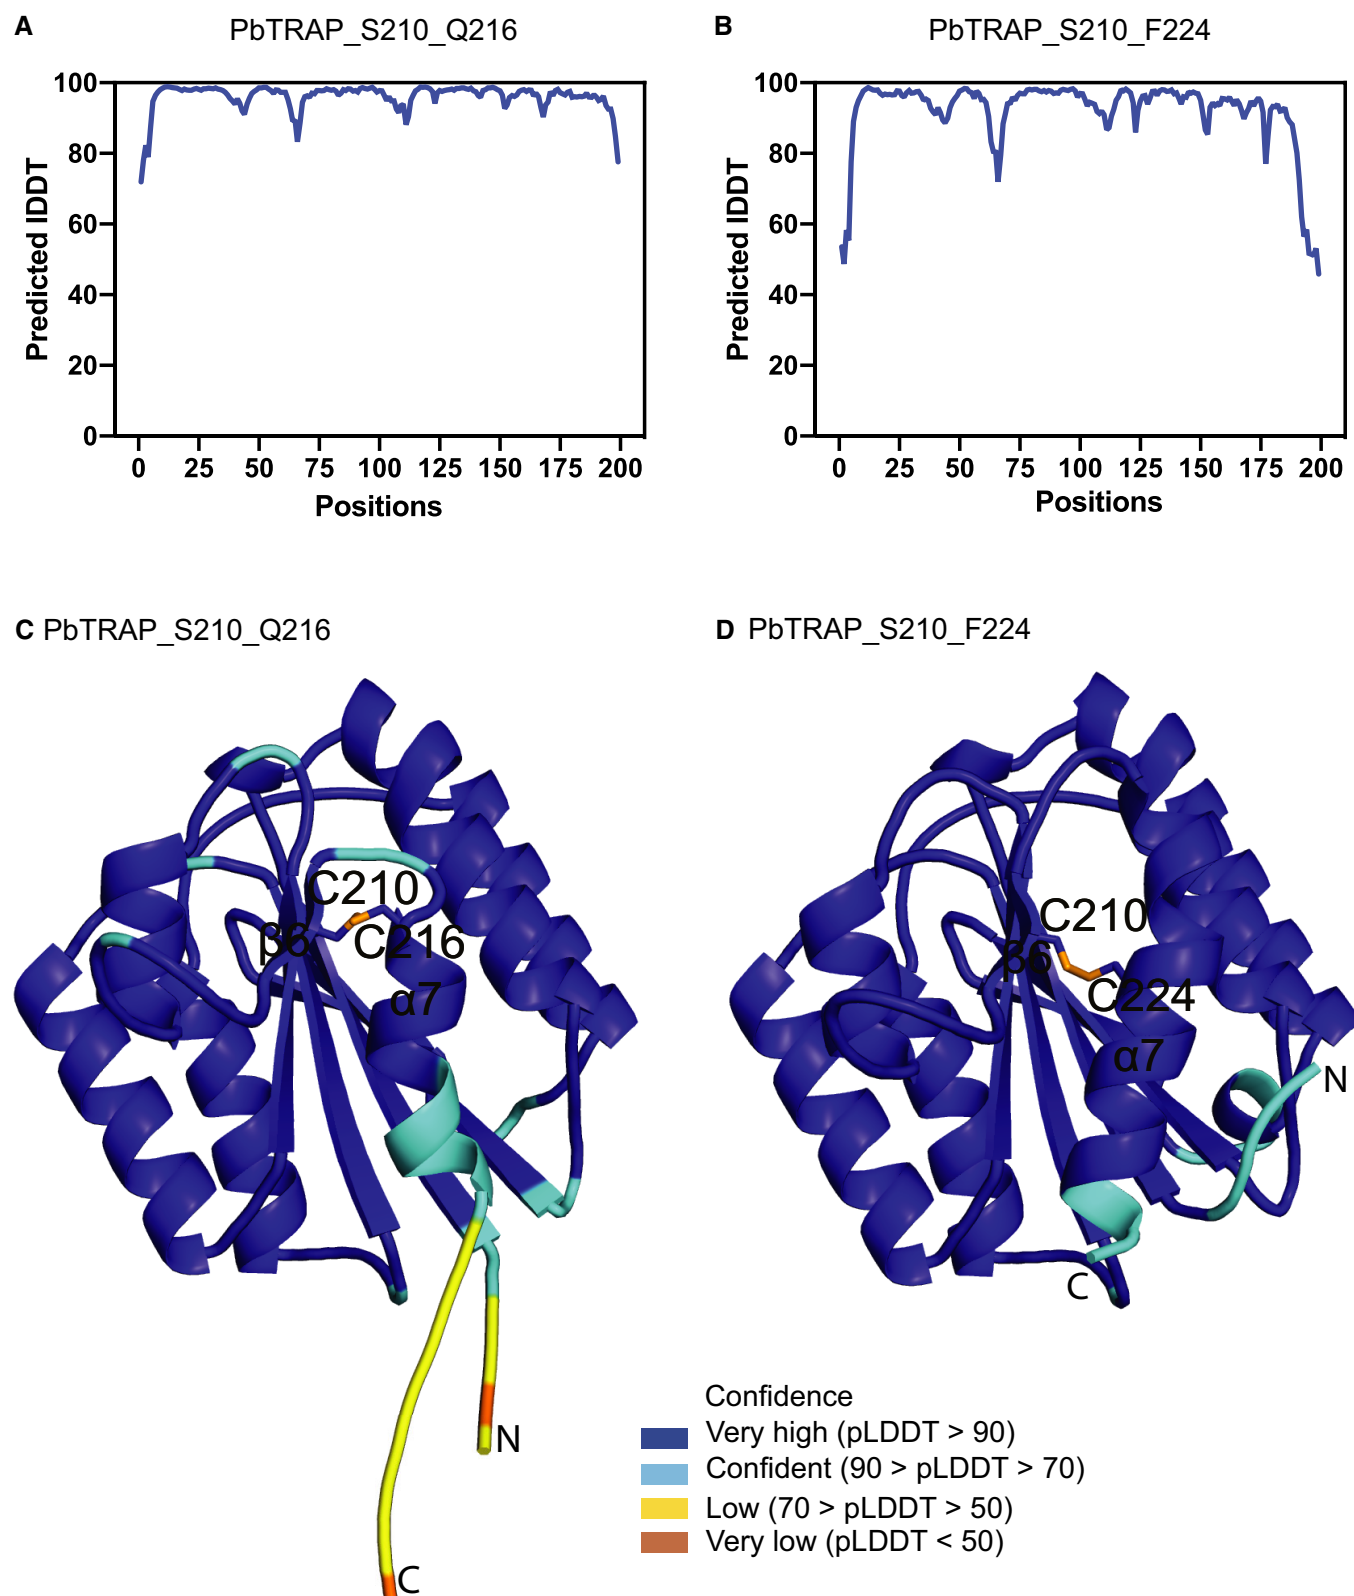 A PbTRAP_S210_Q216
100
80
60
40
20
0
Predicted lDDT
0 25 50 75 100 125 150 175 200
Positions
B PbTRAP_S210_F224
100
80
60
40
20
0
Predicted lDDT
0 25 50 75 100 125 150 175 200
Positions
C PbTRAP_S210_Q216
C210
β6
C216
α7
N
C
D PbTRAP_S210_F224
C210
β6
C224
α7
N
C
Confidence
Very high (pLDDT > 90)
Confident (90 > pLDDT > 70)
Low (70 > pLDDT > 50)
Very low (pLDDT < 50)